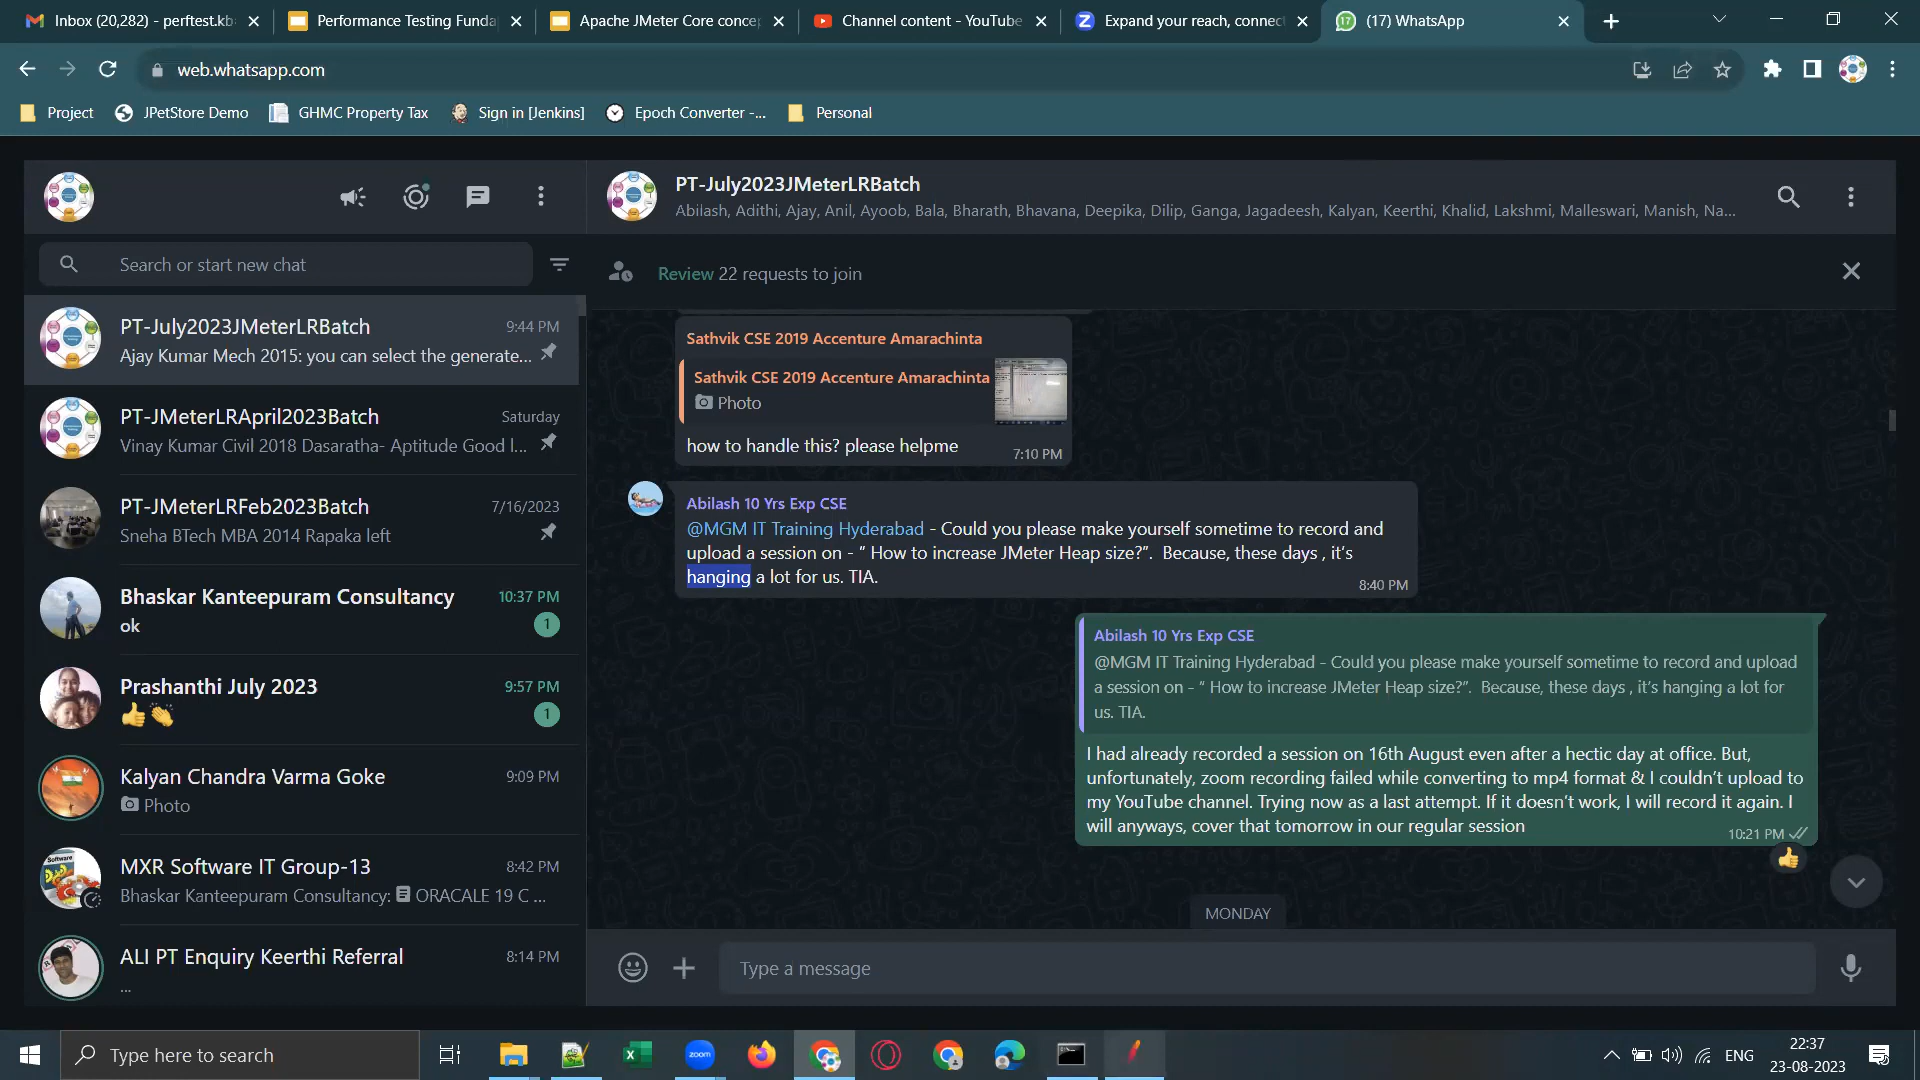 Inbox (20,282) - perftest.kb
Performance Testing Funda
Apache JMeter Core concep
Channel content - YouTube
Expand your reach, connec
17
(17) WhatsApp
web.whatsapp.com
Project
JPetStore Demo
GHMC Property Tax
Sign in [Jenkins]
Epoch Converter -...
Personal
Search or start new chat
PT-July2023JMeterLRBatch
9:44 PM
Ajay Kumar Mech 2015: you can select the generate...
PT-JMeterLRApril2023Batch
Saturday
Vinay Kumar Civil 2018 Dasaratha- Aptitude Good l...
PT-JMeterLRFeb2023Batch
7/16/2023
Sneha BTech MBA 2014 Rapaka left
Bhaskar Kanteepuram Consultancy
10:37 PM
ok
1
Prashanthi July 2023
9:57 PM
👍👏
1
Kalyan Chandra Varma Goke
9:09 PM
Photo
MXR Software IT Group-13
8:42 PM
Bhaskar Kanteepuram Consultancy: ORACALE 19 C ...
ALI PT Enquiry Keerthi Referral
8:14 PM
...
PT-July2023JMeterLRBatch
Abilash, Adithi, Ajay, Anil, Ayoob, Bala, Bharath, Bhavana, Deepika, Dilip, Ganga, Jagadeesh, Kalyan, Keerthi, Khalid, Lakshmi, Malleswari, Manish, Na...
Review 22 requests to join
Sathvik CSE 2019 Accenture Amarachinta
Sathvik CSE 2019 Accenture Amarachinta
Photo
how to handle this? please helpme
7:10 PM
Abilash 10 Yrs Exp CSE
@MGM IT Training Hyderabad - Could you please make yourself sometime to record and
upload a session on - “ How to increase JMeter Heap size?”.  Because, these days , it’s
hanging a lot for us. TIA.
8:40 PM
Abilash 10 Yrs Exp CSE
@MGM IT Training Hyderabad - Could you please make yourself sometime to record and upload
a session on - “ How to increase JMeter Heap size?”.  Because, these days , it’s hanging a lot for
us. TIA.
I had already recorded a session on 16th August even after a hectic day at office. But,
unfortunately, zoom recording failed while converting to mp4 format & I couldn’t upload to
my YouTube channel. Trying now as a last attempt. If it doesn’t work, I will record it again. I
will anyways, cover that tomorrow in our regular session
10:21 PM
👍
MONDAY
Type a message
Type here to search
zoom
ENG
22:37
23-08-2023